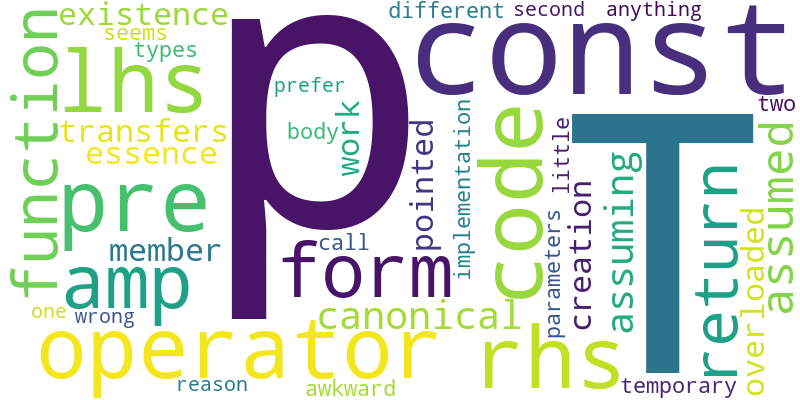 existence
seems
types
different
second
anything
p
const
lhs
function
prefer
two
transfers
essence
body
work
pointed
implementation
code
little
T
pre
member
call
form
amp
parameters
creation
assuming
return
overloaded
assumed
one
wrong
canonical
operator
rhs
reason
awkward
temporary